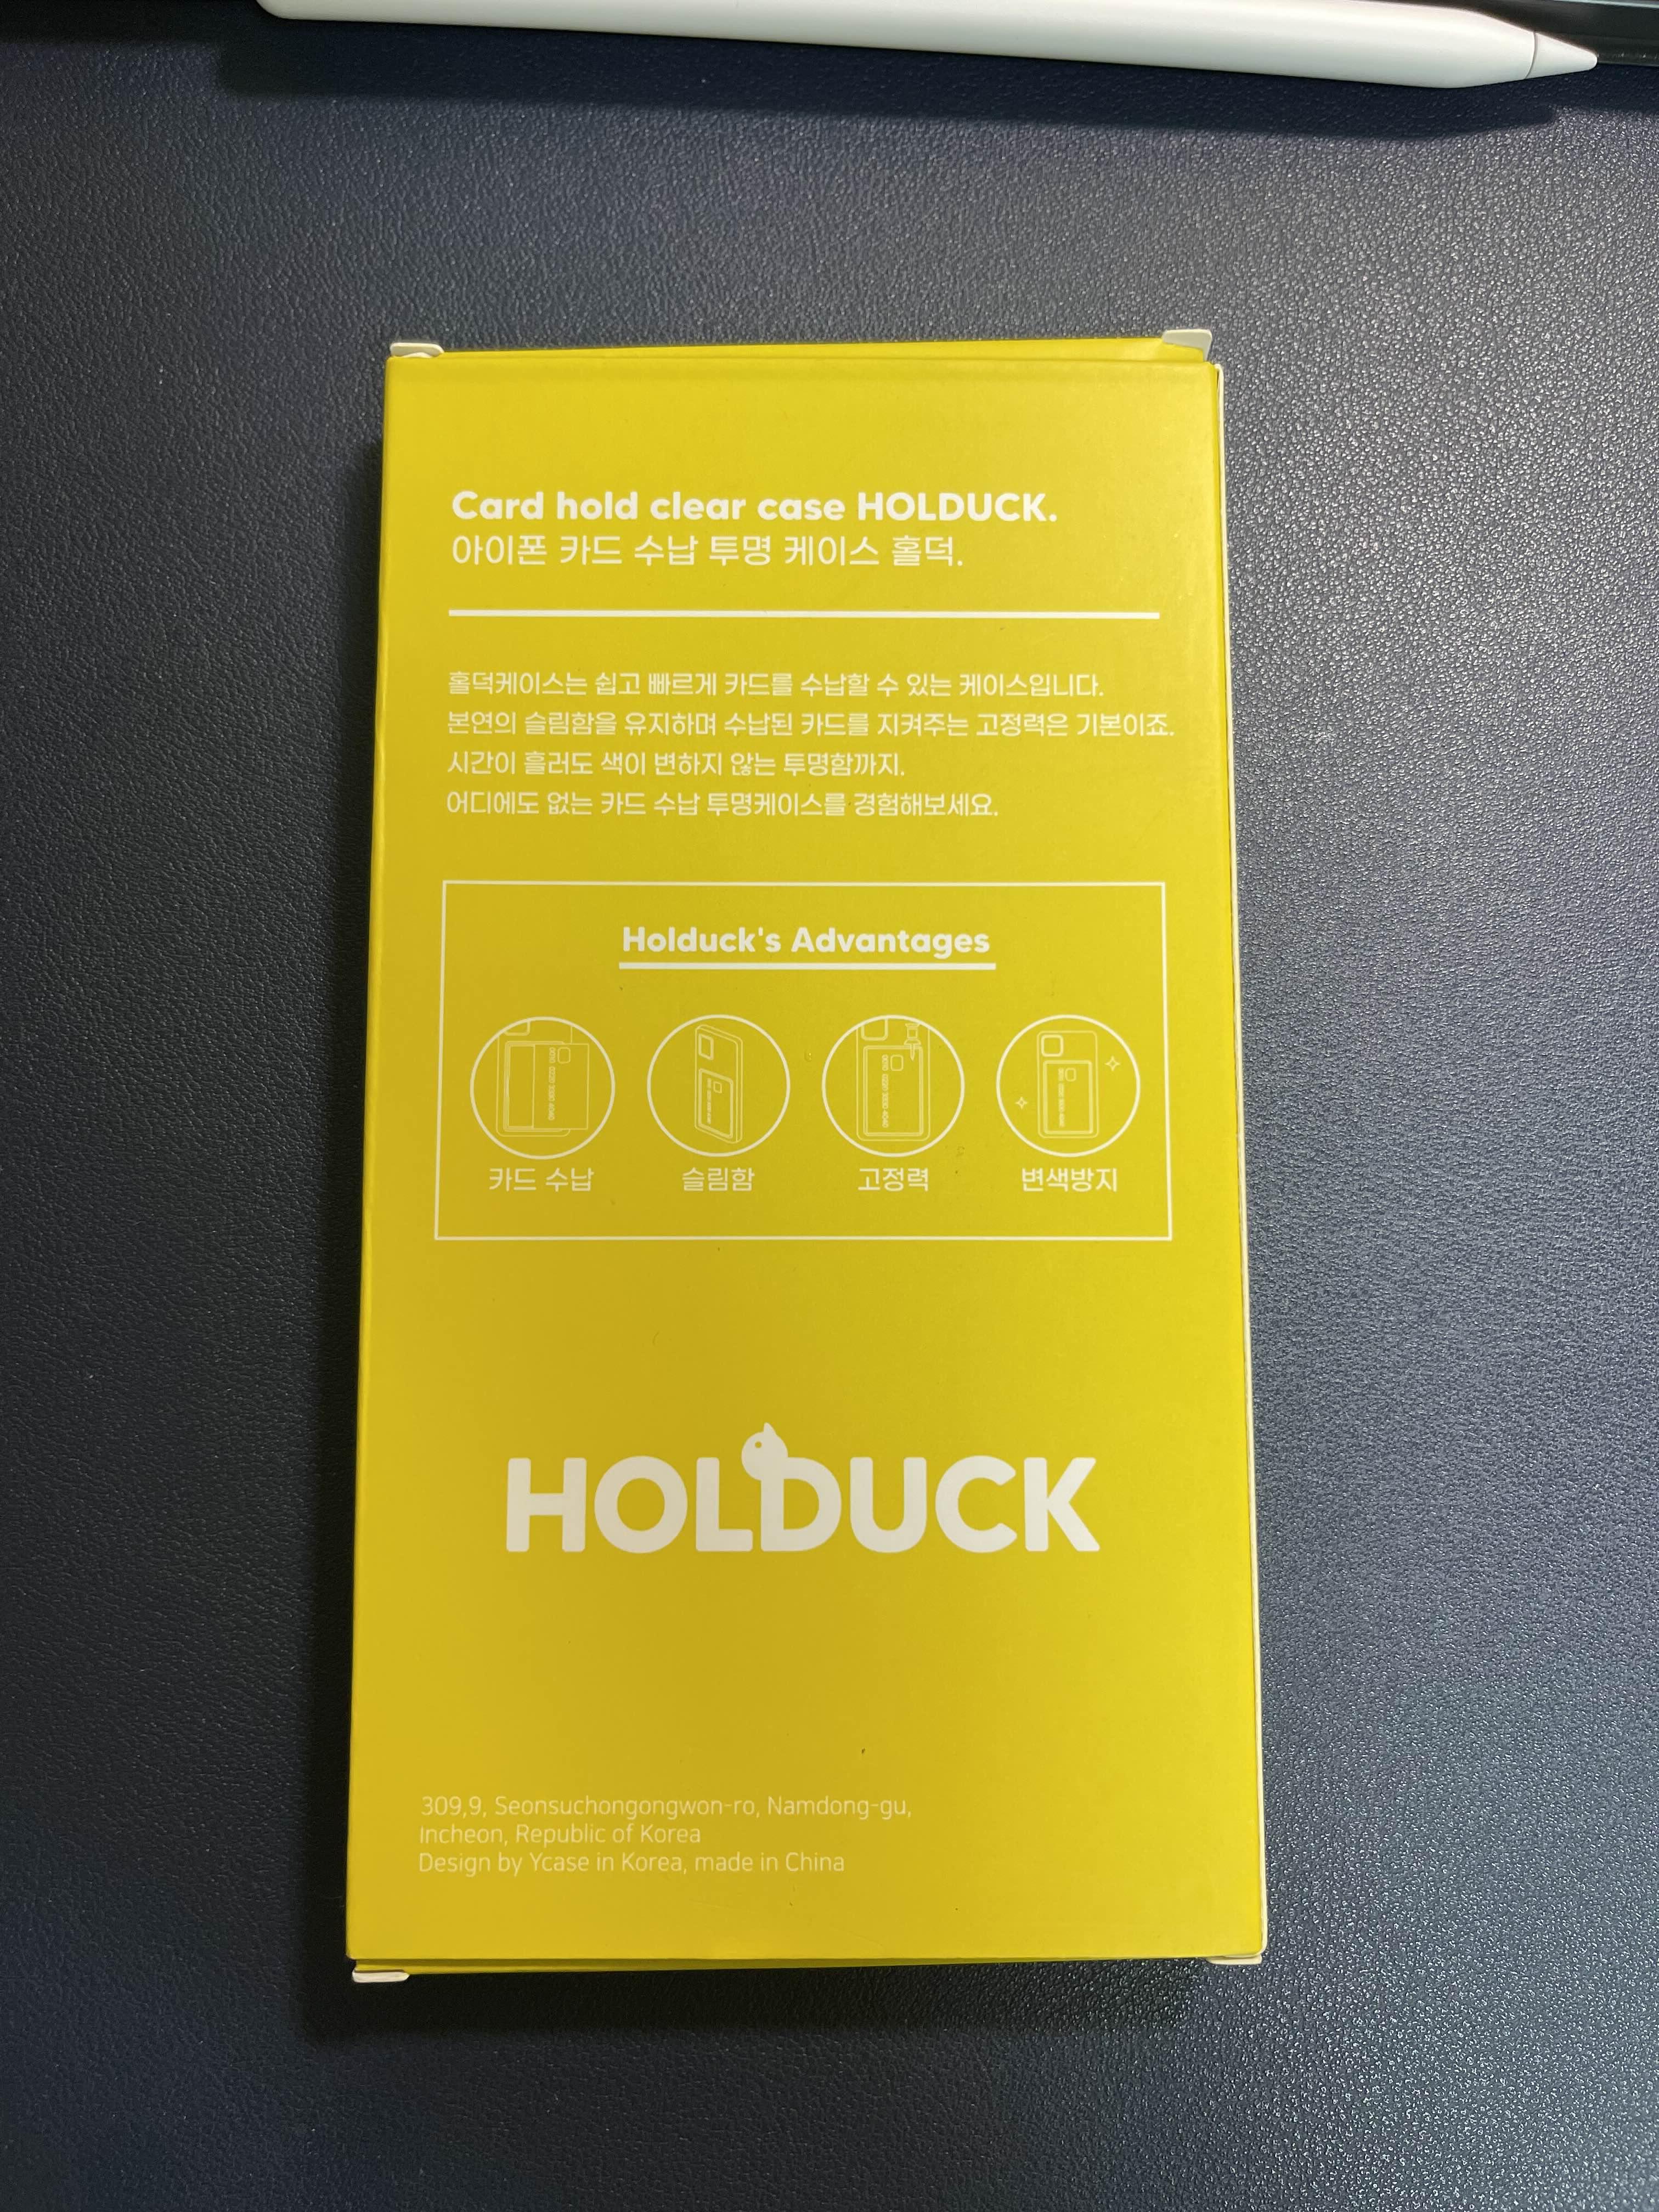 Card hold clear case HOLDUCK.
아이폰 카드 수납 투명 케이스 홀덕.
홀덕케이스는 쉽고 빠르게 카드를 수납할 수 있는 케이스입니다.
본연의 슬림함을 유지하며 수납된 카드를 지켜주는 고정력은 기본이죠.
시간이 흘러도 색이 변하지 않는 투명함까지.
어디에도 없는 카드 수납 투명케이스를 경험해보세요.
Holduck's Advantages
카드 수납
슬림함
고정력
변색방지
HOLDUCK
309,9, Seonsuchongongwon-ro, Namdong-gu,
Incheon, Republic of Korea
Design by Ycase in Korea, made in China